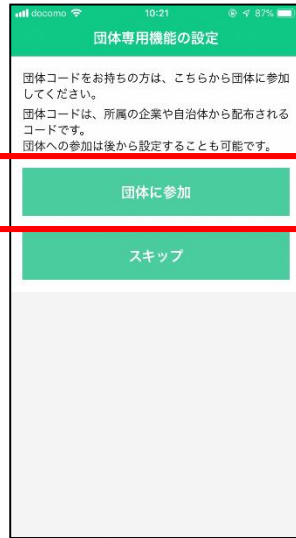 docomo 10:21 87%
団体専用機能の設定
団体コードをお持ちの方は、こちらから団体に参加
してください。
団体コードは、所属の企業や自治体から配布される
コードです。
団体への参加は後から設定することも可能です。
団体に参加
スキップ